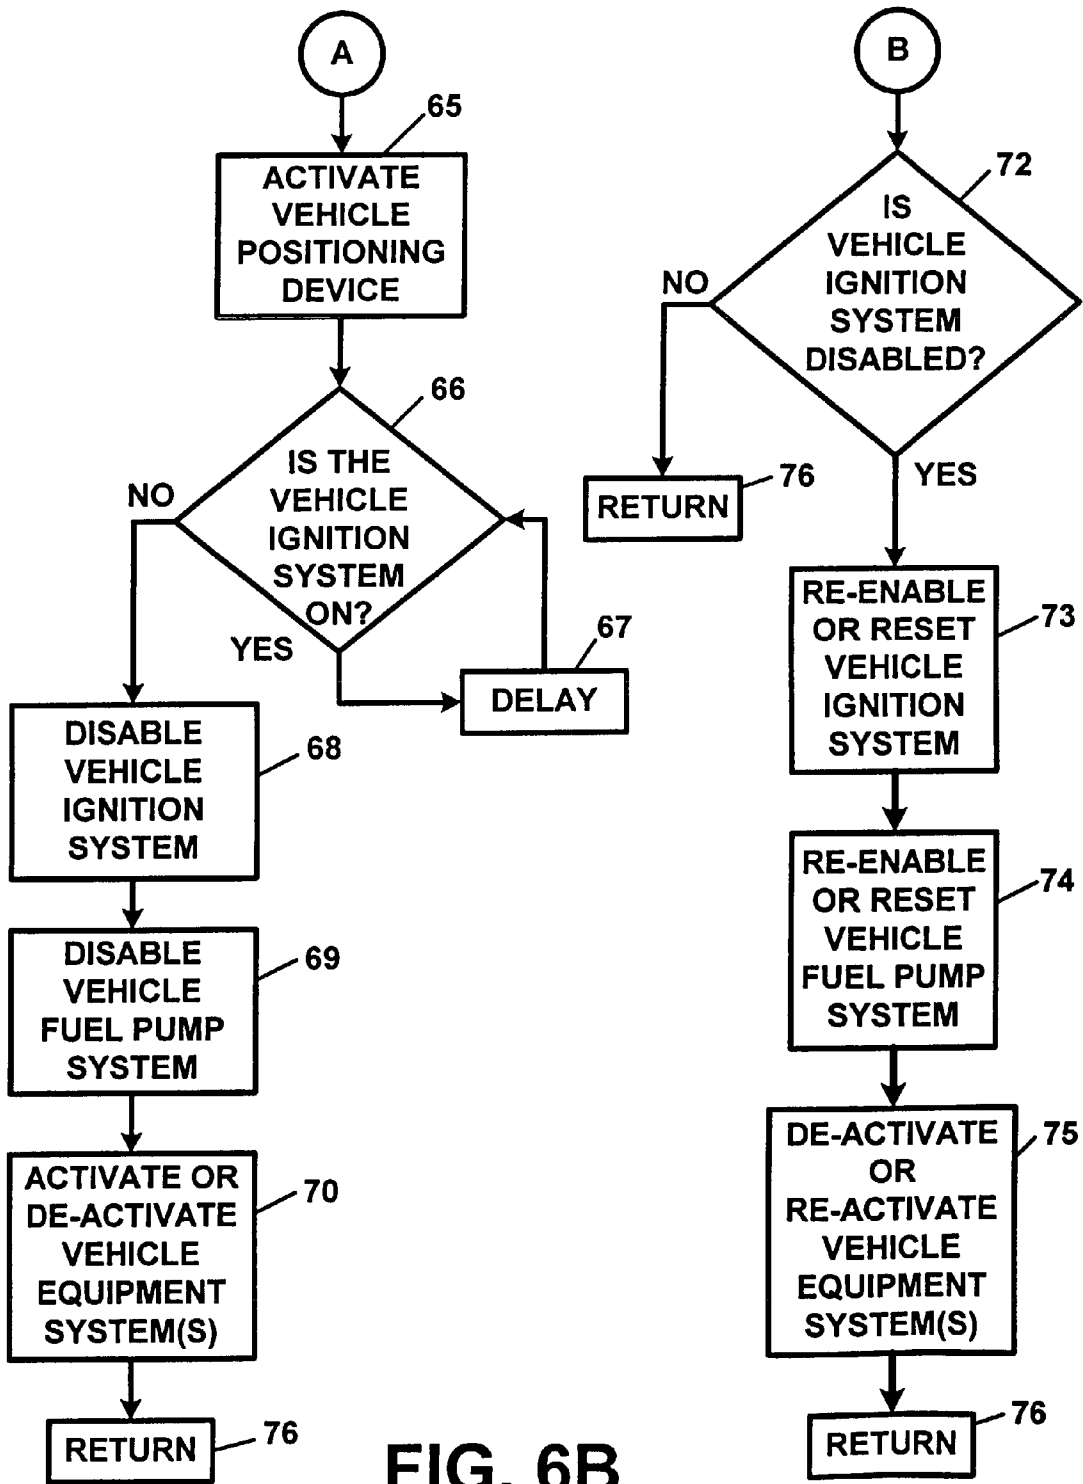 A
65
ACTIVATE
VEHICLE
POSITIONING
DEVICE
66
IS THE
VEHICLE
IGNITION
SYSTEM
ON?
NO
YES
67
DELAY
68
DISABLE
VEHICLE
IGNITION
SYSTEM
69
DISABLE
VEHICLE
FUEL PUMP
SYSTEM
70
ACTIVATE OR
DE-ACTIVATE
VEHICLE
EQUIPMENT
SYSTEM(S)
RETURN
76
B
72
IS
VEHICLE
IGNITION
SYSTEM
DISABLED?
NO
RETURN
76
YES
RE-ENABLE
OR RESET
VEHICLE
IGNITION
SYSTEM
73
RE-ENABLE
OR RESET
VEHICLE
FUEL PUMP
SYSTEM
74
DE-ACTIVATE
OR
RE-ACTIVATE
VEHICLE
EQUIPMENT
SYSTEM(S)
75
RETURN
76
FIG. 6B